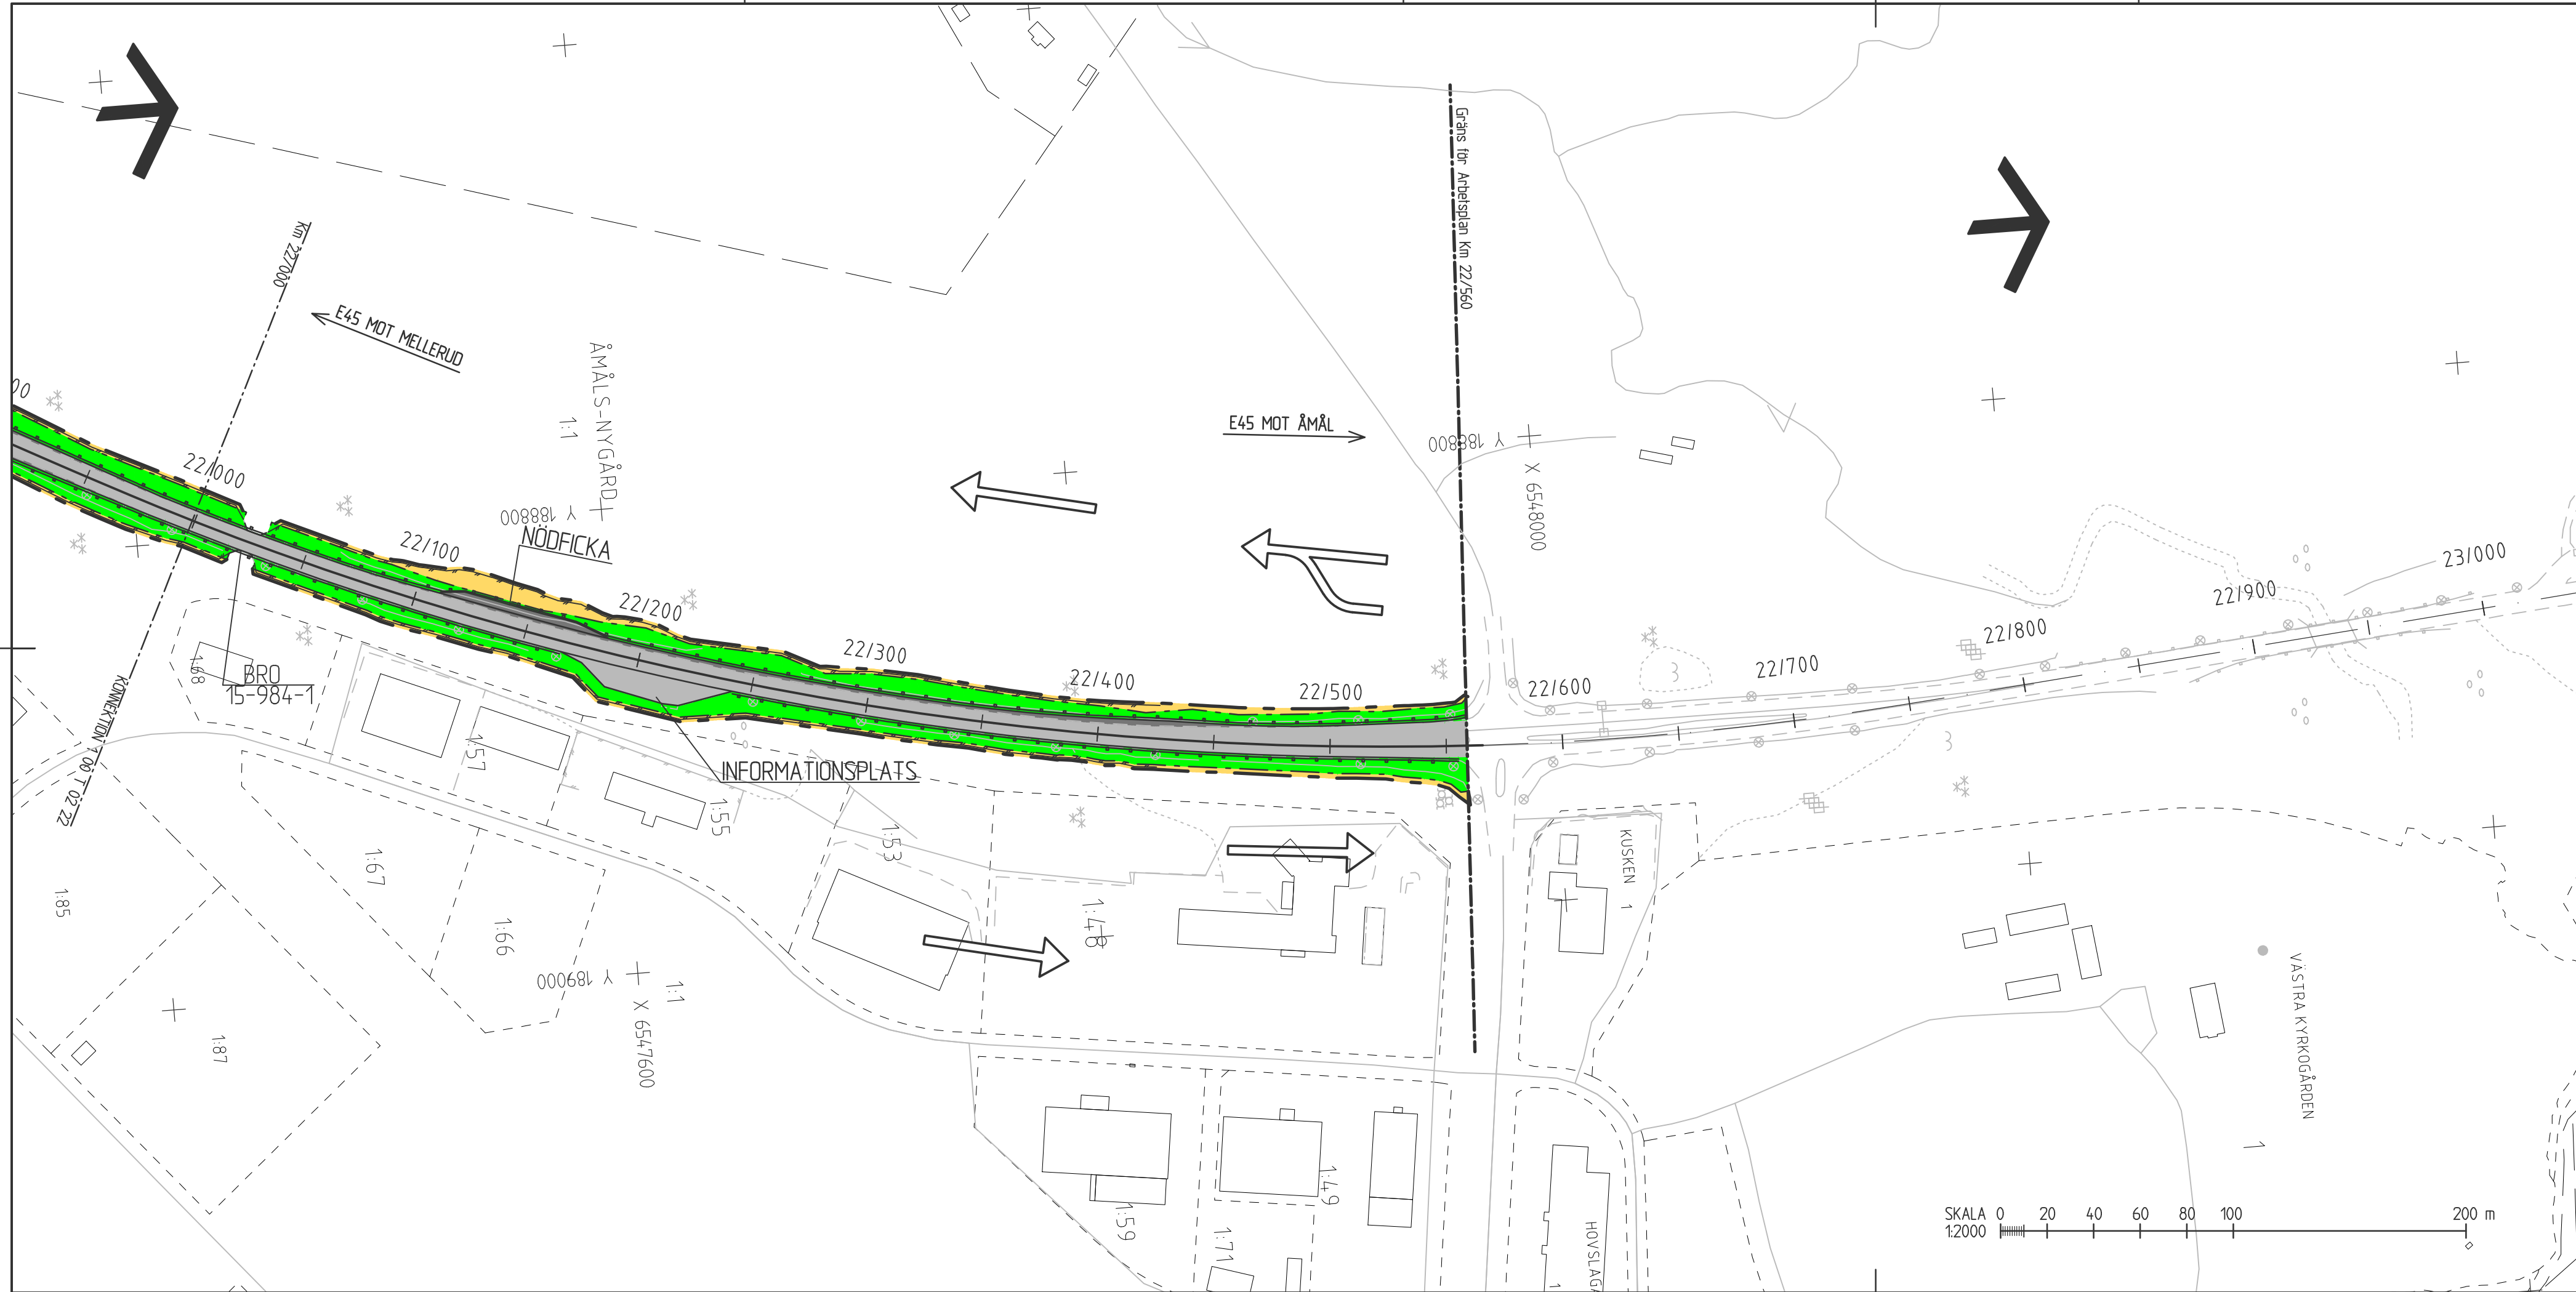 Gräns för Arbetsplan Km 22/560
Km 22/000
E45 MOT MELLERUD
ÅMÅLS-NYGÅRD
1:1
E45 MOT ÅMÅL
Y 188800
X 6548000
Y 188800
NÖDFICKA
00
22/000
22/100
22/200
22/300
22/400
22/500
22/600
22/700
22/800
22/900
23/000
1:68
BRO
15-984-1
KONNEKTION 1 00 T 02 22
INFORMATIONSPLATS
1:57
1:55
1:53
1:67
1:66
1:85
1:87
1:48
KUSKEN
1
Y 189000
1:1
X 6547600
VÄSTRA KYRKOGÅRDEN
1
1:59
1:49
1:71
HOVSLAGA
1
SKALA 0 20 40 60 80 100 200 m
1:2000